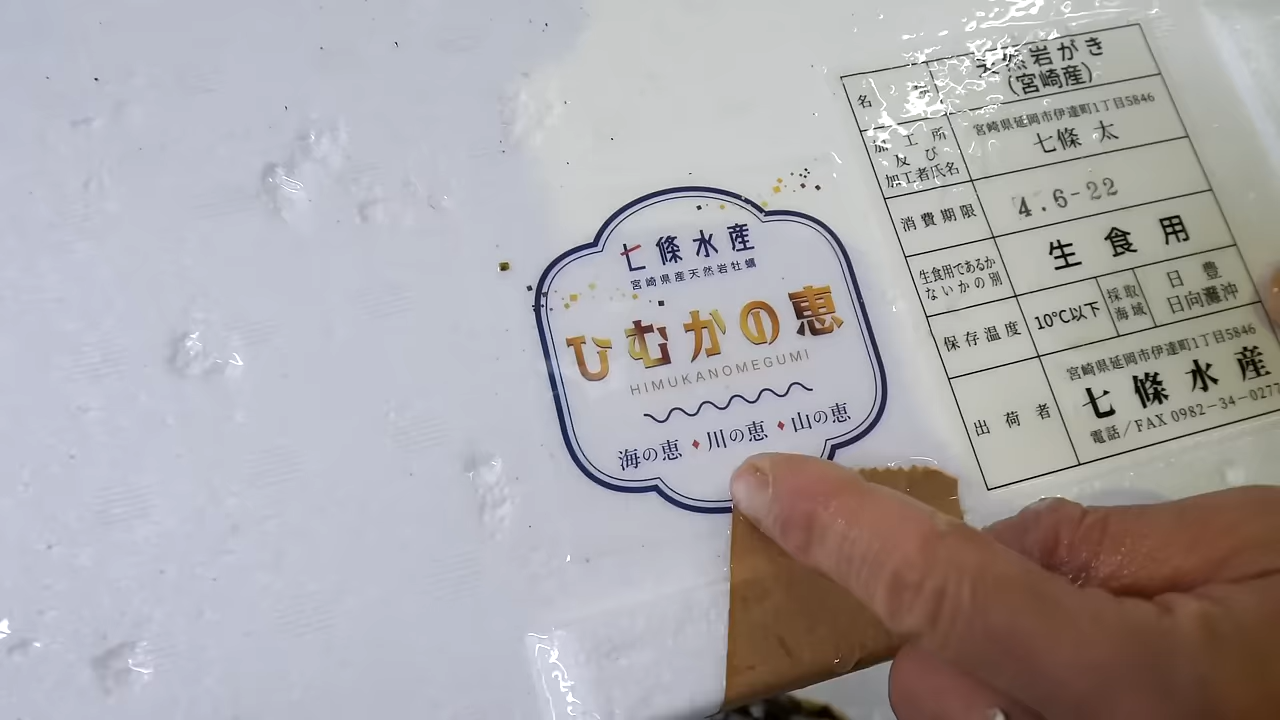 七條水産
宮崎県産天然岩牡蠣
ひむかの恵
HIMUKANOMEGUMI
海の恵♦川の恵♦山の恵
名 天然岩がき
(宮崎産)
加工所
及び
加工者氏名
宮崎県延岡市伊達町1丁目5846
七條 太
消費期限 4.6-22
生食用であるか
ないかの別
生食用
保存温度 10℃以下
採取
海域
日豊
日向灘沖
出荷者
宮崎県延岡市伊達町1丁目5846
七條水産
電話/FAX 0982-34-0277